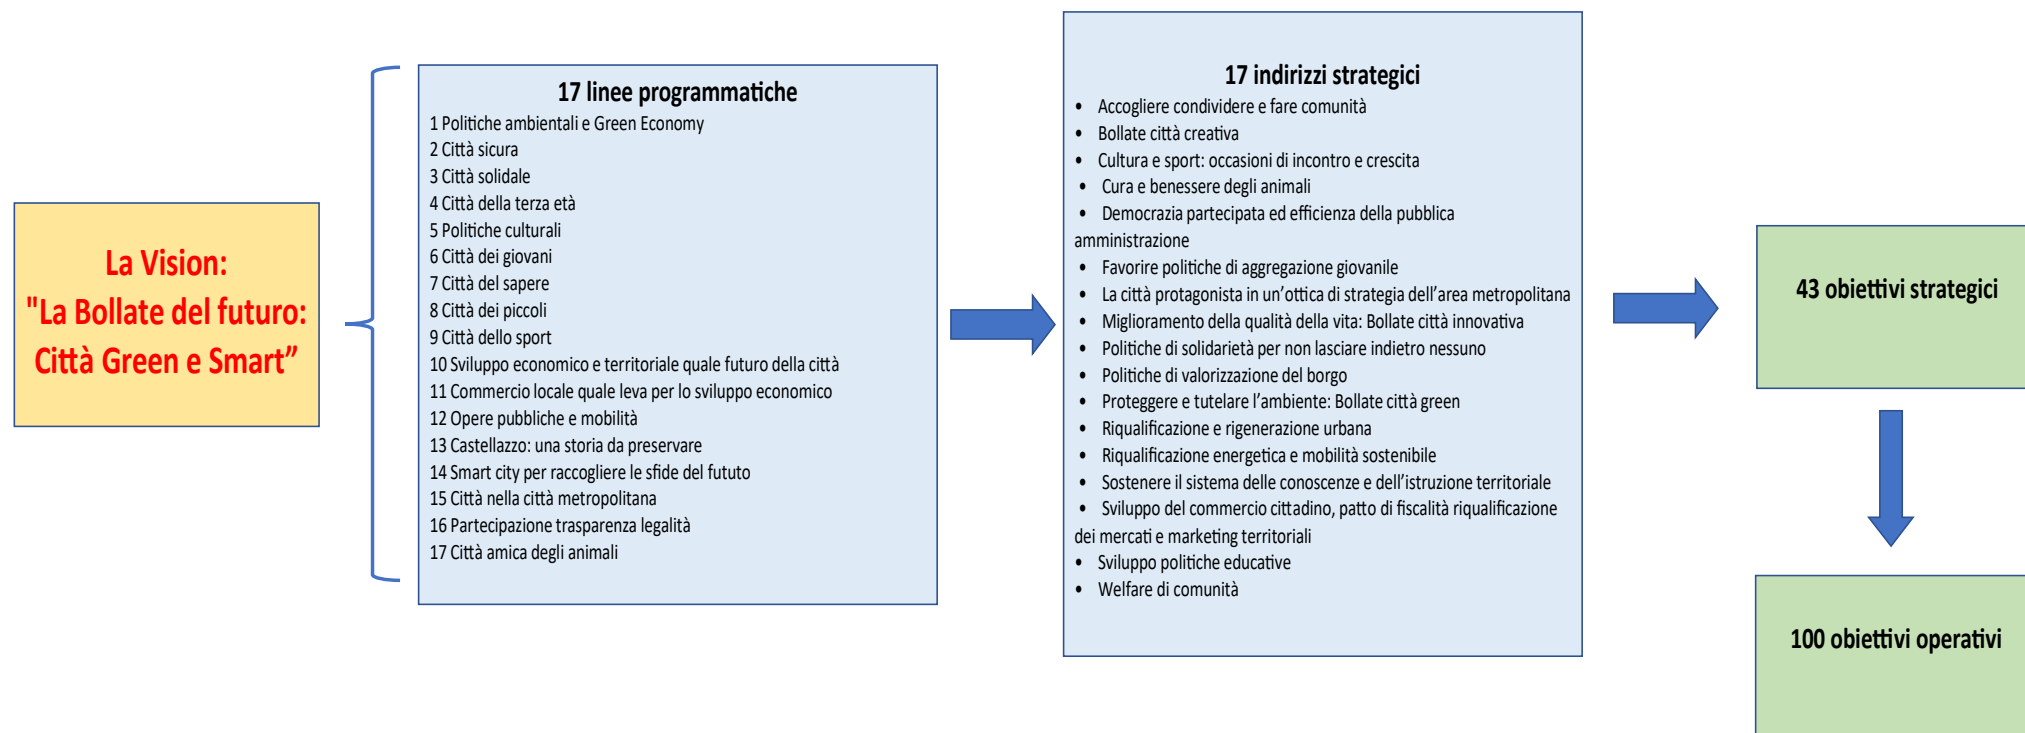 La Vision:
"La Bollate del futuro:
Città Green e Smart”
17 linee programmatiche
1 Politiche ambientali e Green Economy
2 Città sicura
3 Città solidale
4 Città della terza età
5 Politiche culturali
6 Città dei giovani
7 Città del sapere
8 Città dei piccoli
9 Città dello sport
10 Sviluppo economico e territoriale quale futuro della città
11 Commercio locale quale leva per lo sviluppo economico
12 Opere pubbliche e mobilità
13 Castellazzo: una storia da preservare
14 Smart city per raccogliere le sfide del fututo
15 Città nella città metropolitana
16 Partecipazione trasparenza legalità
17 Città amica degli animali
17 indirizzi strategici
• Accogliere condividere e fare comunità
• Bollate città creativa
• Cultura e sport: occasioni di incontro e crescita
• Cura e benessere degli animali
• Democrazia partecipata ed efficienza della pubblica
amministrazione
• Favorire politiche di aggregazione giovanile
• La città protagonista in un’ottica di strategia dell’area metropolitana
• Miglioramento della qualità della vita: Bollate città innovativa
• Politiche di solidarietà per non lasciare indietro nessuno
• Politiche di valorizzazione del borgo
• Proteggere e tutelare l’ambiente: Bollate città green
• Riqualificazione e rigenerazione urbana
• Riqualificazione energetica e mobilità sostenibile
• Sostenere il sistema delle conoscenze e dell’istruzione territoriale
• Sviluppo del commercio cittadino, patto di fiscalità riqualificazione
dei mercati e marketing territoriali
• Sviluppo politiche educative
• Welfare di comunità
43 obiettivi strategici
100 obiettivi operativi